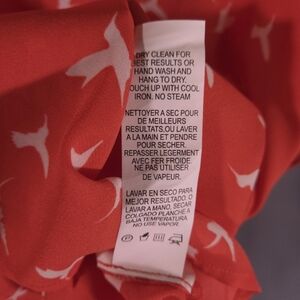 DRY CLEAN FOR
BEST RESULTS OR
HAND WASH AND
HANG TO DRY.
OUCH UP WITH COOL
IRON. NO STEAM
NETTOYER A SEC POUR
DE MEILLEURS
RESULTATS.OU LAVER
A LA MAIN ET PENDRE
POUR SECHER.
REPASSER LEGERMENT
AVEC FER FROIDE
NE PAS UTILISER
DE VAPEUR.
LAVAR EN SECO PARA
MEJOR RESULTADO, O
LAVAR A MANO, SECAR
COLGADO PLANCHE A
BAJA TEMPERATURA.
NO USE VAPOR.